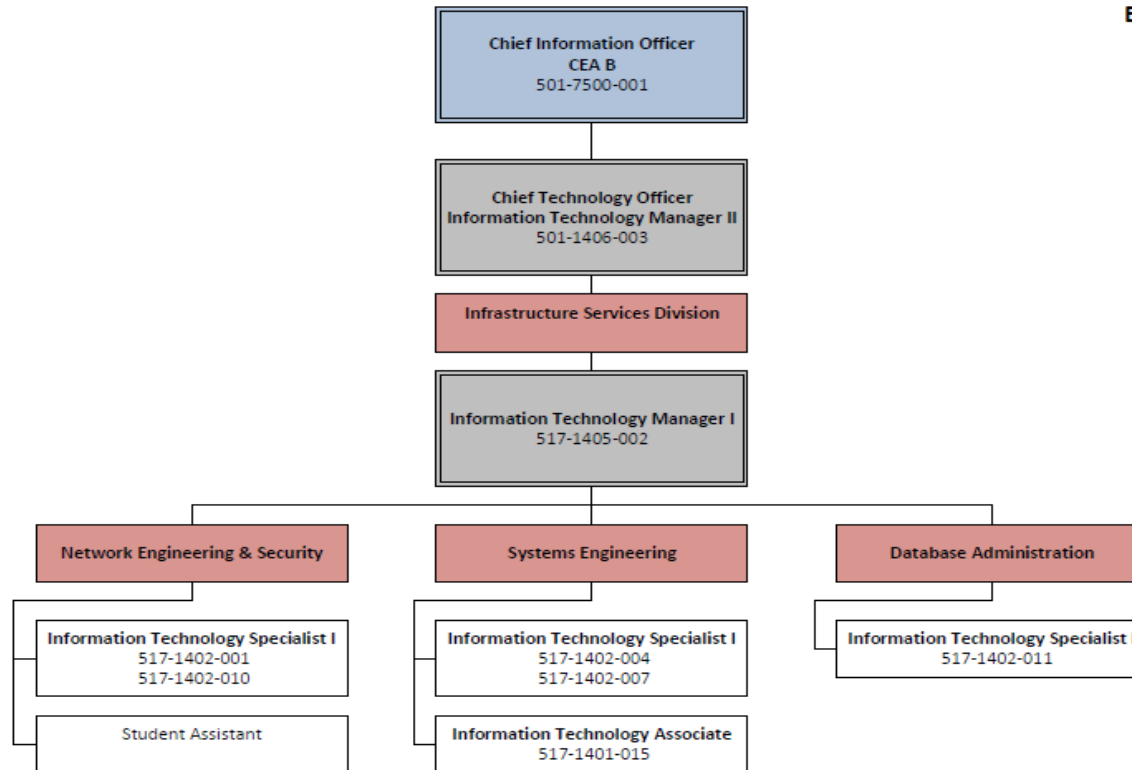 E
Chief Information Officer
CEA B
501-7500-001
Chief Technology Officer
Information Technology Manager II
501-1406-003
Infrastructure Services Division
Information Technology Manager I
517-1405-002
Network Engineering & Security
Information Technology Specialist I
517-1402-001
517-1402-010
Student Assistant
Systems Engineering
Information Technology Specialist I
517-1402-004
517-1402-007
Information Technology Associate
517-1401-015
Database Administration
Information Technology Specialist I
517-1402-011